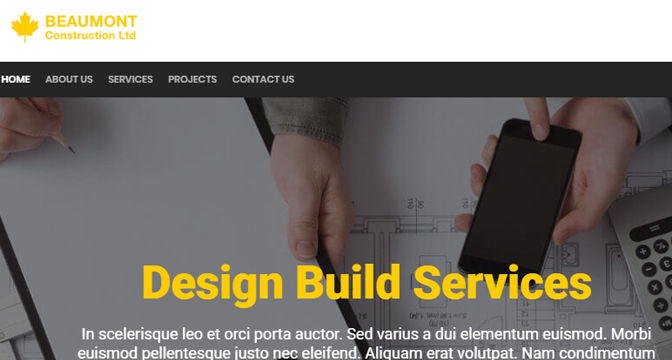 BEAUMONT
Construction Ltd
HOME ABOUT US SERVICES PROJECTS CONTACT US
Design Build Services
In scelerisque leo et orci porta auctor. Sed varius a dui elementum euismod. Morbi
euismod pellentesque justo nec eleifend. Aliquam erat volutpat. Nam condimentum